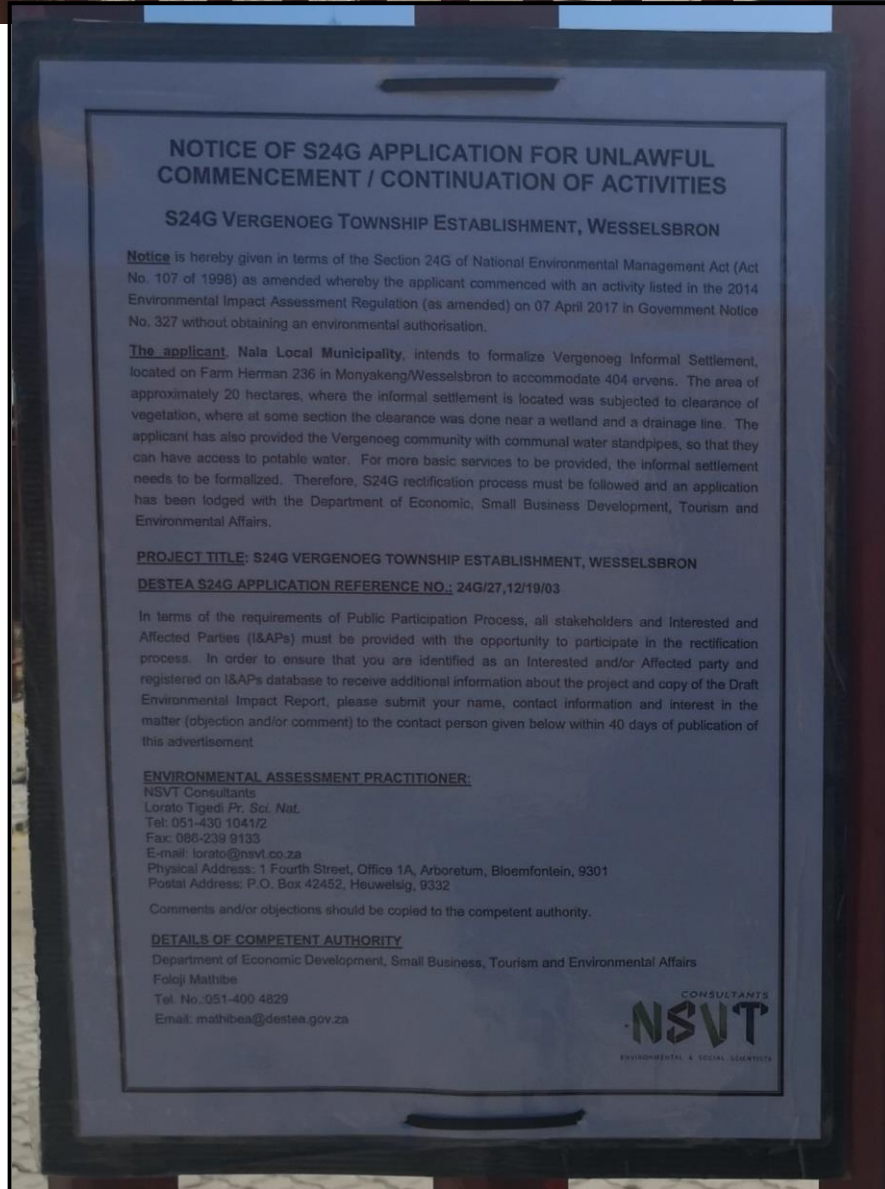 NOTICE OF S24G APPLICATION FOR UNLAWFUL
COMMENCEMENT / CONTINUATION OF ACTIVITIES
S24G VERGENOEG TOWNSHIP ESTABLISHMENT, WESSELSBRON
Notice is hereby given in terms of the Section 24G of National Environmental Management Act (Act
No. 107 of 1998) as amended whereby the applicant commenced with an activity listed in the 2014
Environmental Impact Assessment Regulation (as amended) on 07 April 2017 in Government Notice
No. 327 without obtaining an environmental authorisation.
The applicant, Nala Local Municipality, intends to formalize Vergenoeg Informal Settlement,
located on Farm Herman 236 in Monyakeng/Wesselsbron to accommodate 404 ervens. The area of
approximately 20 hectares, where the informal settlement is located was subjected to clearance of
vegetation, where at some section the clearance was done near a wetland and a drainage line. The
applicant has also provided the Vergenoeg community with communal water standpipes, so that they
can have access to potable water. For more basic services to be provided, the informal settlement
needs to be formalized. Therefore, S24G rectification process must be followed and an application
has been lodged with the Department of Economic, Small Business Development, Tourism and
Environmental Affairs.
PROJECT TITLE: S24G VERGENOEG TOWNSHIP ESTABLISHMENT, WESSELSBRON
DESTEA S24G APPLICATION REFERENCE NO.: 24G/27,12/19/03
In terms of the requirements of Public Participation Process, all stakeholders and Interested and
Affected Parties (I&APs) must be provided with the opportunity to participate in the rectification
process. In order to ensure that you are identified as an Interested and/or Affected party and
registered on I&APs database to receive additional information about the project and copy of the Draft
Environmental Impact Report, please submit your name, contact information and interest in the
matter (objection and/or comment) to the contact person given below within 40 days of publication of
this advertisement
ENVIRONMENTAL ASSESSMENT PRACTITIONER:
NSVT Consultants
Lorato Tigedi Pr. Sci. Nat.
Tel: 051-430 1041/2
Fax: 086-239 9133
E-mail: lorato@nsvt.co.za
Physical Address: 1 Fourth Street, Office 1A, Arboretum, Bloemfontein, 9301
Postal Address: P.O. Box 42452, Heuwelsig, 9332
Comments and/or objections should be copied to the competent authority.
DETAILS OF COMPETENT AUTHORITY
Department of Economic Development, Small Business, Tourism and Environmental Affairs
Foloji Mathibe
Tel. No.:051-400 4829
Email: mathibea@destea.gov.za
CONSULTANTS
NSVT
ENVIRONMENTAL & SOCIAL SCIENTISTS